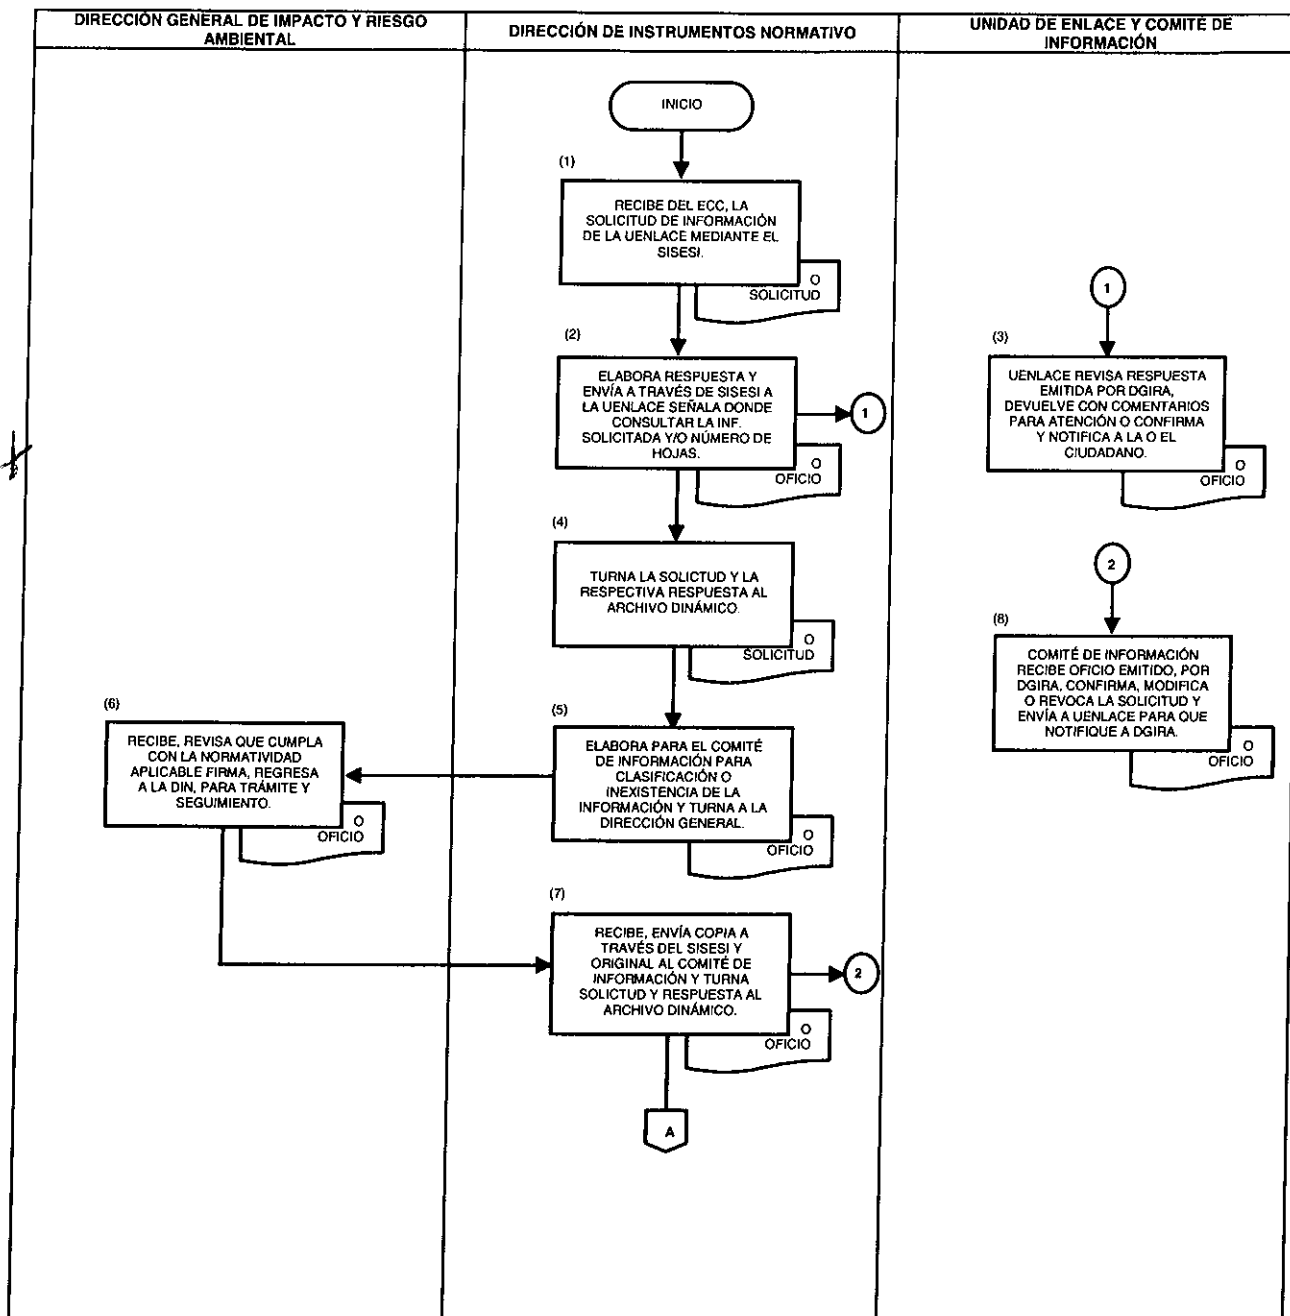 DIRECCIÓN GENERAL DE IMPACTO Y RIESGO
AMBIENTAL
DIRECCIÓN DE INSTRUMENTOS NORMATIVO
UNIDAD DE ENLACE Y COMITÉ DE
INFORMACIÓN
INICIO
(1)
RECIBE DEL ECC, LA
SOLICITUD DE INFORMACIÓN
DE LA UENLACE MEDIANTE EL
SISESI.
O
SOLICITUD
(2)
ELABORA RESPUESTA Y
ENVÍA A TRAVÉS DE SISESI A
LA UENLACE SEÑALA DONDE
CONSULTAR LA INF.
SOLICITADA Y/O NÚMERO DE
HOJAS.
O
OFICIO
1
1
(3)
UENLACE REVISA RESPUESTA
EMITIDA POR DGIRA,
DEVUELVE CON COMENTARIOS
PARA ATENCIÓN O CONFIRMA
Y NOTIFICA A LA O EL
CIUDADANO.
O
OFICIO
(4)
TURNA LA SOLICTUD Y LA
RESPECTIVA RESPUESTA AL
ARCHIVO DINÁMICO.
O
SOLICITUD
(5)
ELABORA PARA EL COMITÉ
DE INFORMACIÓN PARA
CLASIFICACIÓN O
INEXISTENCIA DE LA
INFORMACIÓN Y TURNA A LA
DIRECCIÓN GENERAL.
O
OFICIO
(6)
RECIBE, REVISA QUE CUMPLA
CON LA NORMATIVIDAD
APLICABLE FIRMA, REGRESA
A LA DIN, PARA TRÁMITE Y
SEGUIMIENTO.
O
OFICIO
(7)
RECIBE, ENVÍA COPIA A
TRAVÉS DEL SISESI Y
ORIGINAL AL COMITÉ DE
INFORMACIÓN Y TURNA
SOLICTUD Y RESPUESTA AL
ARCHIVO DINÁMICO.
O
OFICIO
2
2
(8)
COMITÉ DE INFORMACIÓN
RECIBE OFICIO EMITIDO, POR
DGIRA, CONFIRMA, MODIFICA
O REVOCA LA SOLICITUD Y
ENVÍA A UENLACE PARA QUE
NOTIFIQUE A DGIRA.
O
OFICIO
A